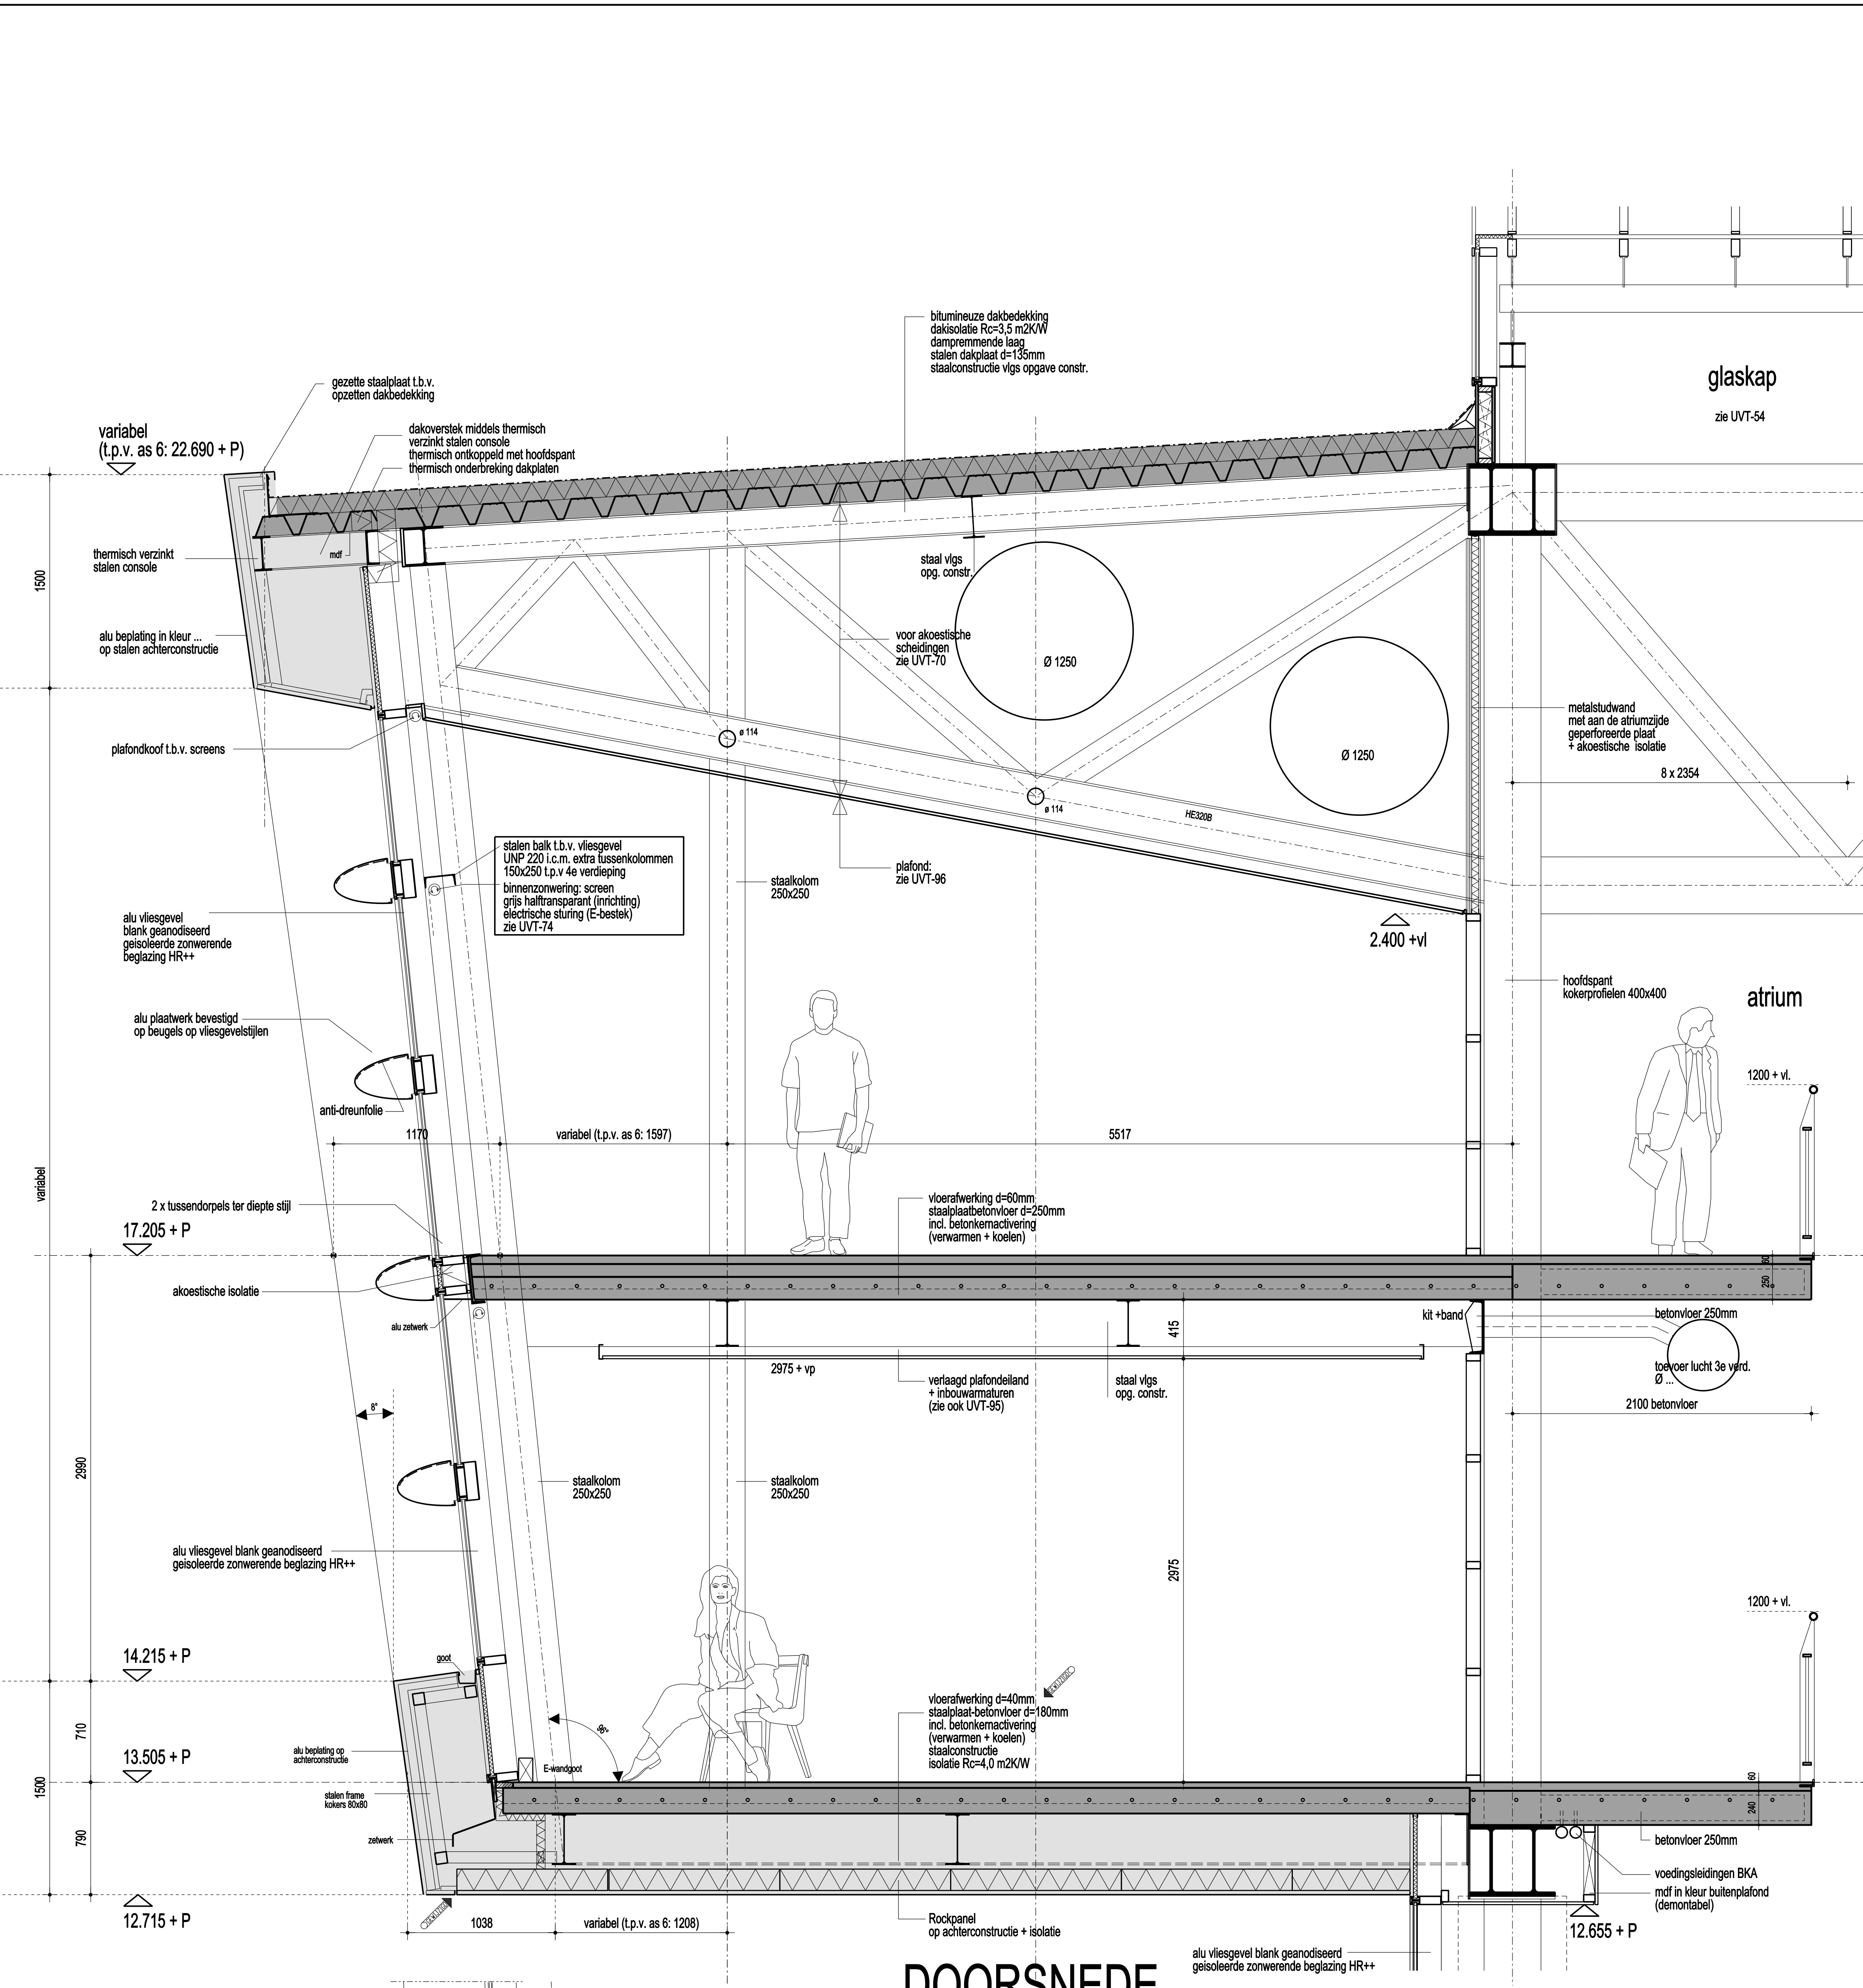 bitumineuze dakbedekking
dakisolatie Rc=3,5 m2K/W
dampremmende laag
stalen dakplaat d=135mm
staalconstructie vlgs opgave constr.
glaskap
zie UVT-54
gezette staalplaat t.b.v.
opzetten dakbedekking
variabel
(t.p.v. as 6: 22.690 + P)
dakoverstek middels thermisch
verzinkt stalen console
thermisch ontkoppeld met hoofdspant
thermisch onderbreking dakplaten
thermisch verzinkt
stalen console
mdf
1500
staal vlgs
opg. constr.
alu beplating in kleur ...
op stalen achterconstructie
voor akoestische
scheidingen
zie UVT-70
Ø 1250
Ø 1250
metalstudwand
met aan de atriumzijde
geperforeerde plaat
+ akoestische isolatie
plafondkoof t.b.v. screens
ø 114
8 x 2354
ø 114
HE320B
stalen balk t.b.v. vliesgevel
UNP 220 i.c.m. extra tussenkolommen
150x250 t.p.v 4e verdieping
binnenzonwering: screen
grijs halftransparant (inrichting)
electrische sturing (E-bestek)
zie UVT-74
staalkolom
250x250
plafond:
zie UVT-96
alu vliesgevel
blank geanodiseerd
geisoleerde zonwerende
beglazing HR++
2.400 +vl
hoofdspant
kokerprofielen 400x400
atrium
alu plaatwerk bevestigd
op beugels op vliesgevelstijlen
1200 + vl.
anti-dreunfolie
1170
variabel (t.p.v. as 6: 1597)
5517
variabel
2 x tussendorpels ter diepte stijl
vloerafwerking d=60mm
staalplaatbetonvloer d=250mm
incl. betonkernactivering
(verwarmen + koelen)
17.205 + P
60
250
akoestische isolatie
alu zetwerk
415
kit +band
betonvloer 250mm
2975 + vp
verlaagd plafondeiland
+ inbouwarmaturen
(zie ook UVT-95)
staal vlgs
opg. constr.
toevoer lucht 3e verd.
Ø ...
2100 betonvloer
8°
2990
staalkolom
250x250
staalkolom
250x250
alu vliesgevel blank geanodiseerd
geisoleerde zonwerende beglazing HR++
2975
1200 + vl.
14.215 + P
goot
vloerafwerking d=40mm
staalplaat-betonvloer d=180mm
incl. betonkernactivering
(verwarmen + koelen)
staalconstructie
isolatie Rc=4,0 m2K/W
710
96°
alu beplating op
achterconstructie
13.505 + P
E-wandgoot
60
1500
stalen frame
kokers 80x80
240
790
zetwerk
betonvloer 250mm
voedingsleidingen BKA
mdf in kleur buitenplafond
(demontabel)
12.715 + P
GEWIJZIGD
GEWIJZIGD
1038
variabel (t.p.v. as 6: 1208)
Rockpanel
op achterconstructie + isolatie
12.655 + P
alu vliesgevel blank geanodiseerd
geisoleerde zonwerende beglazing HR++
DOORSNEDE